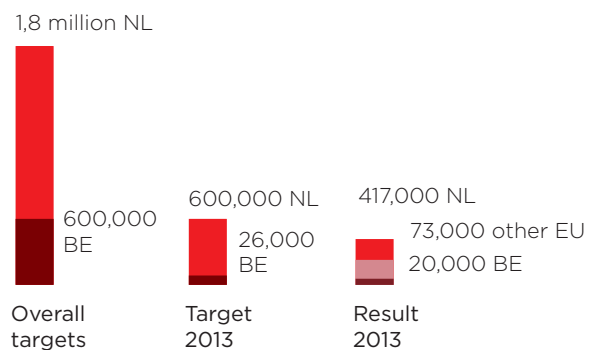 1,8 million NL
600,000
BE
Overall
targets
600,000 NL
26,000
BE
Target
2013
417,000 NL
73,000 other EU
20,000 BE
Result
2013